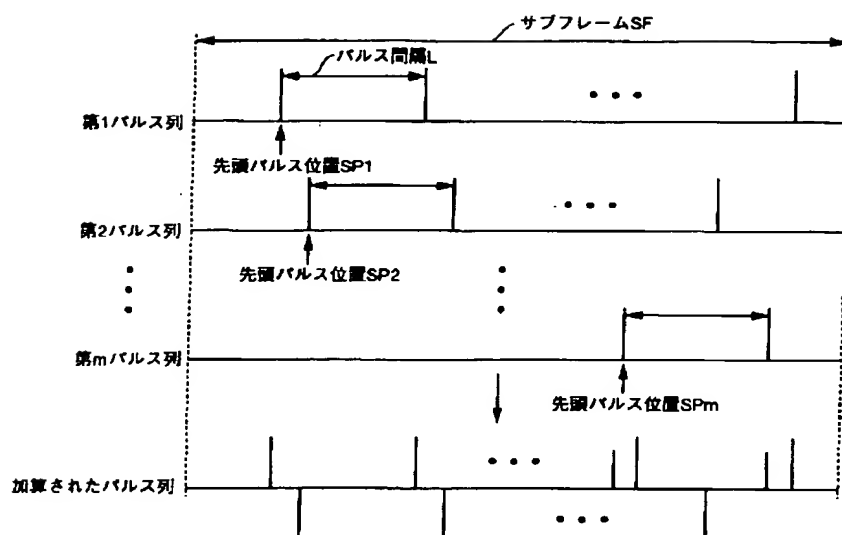 サブフレームSF
パルス間隔L
第1パルス列
先頭パルス位置SP1
第2パルス列
先頭パルス位置SP2
第mパルス列
先頭パルス位置SPm
加算されたパルス列